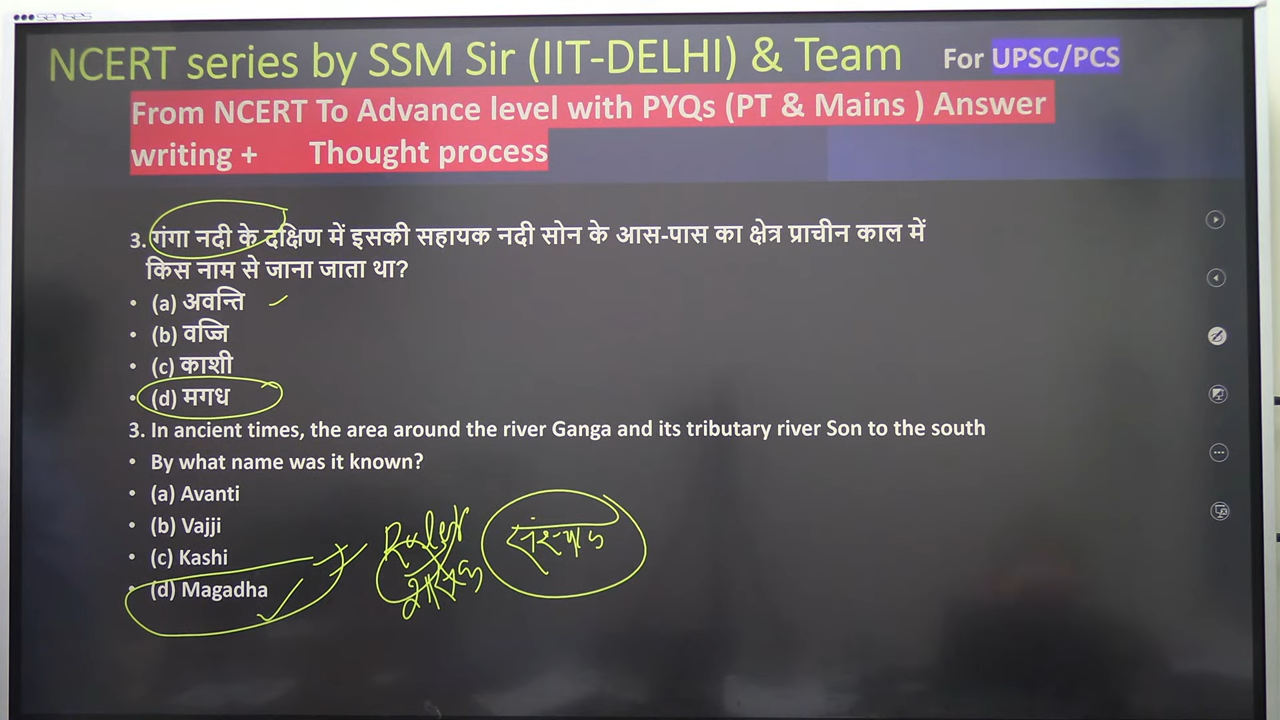 senses
NCERT series by SSM Sir (IIT-DELHI) & Team For UPSC/PCS
From NCERT To Advance level with PYQs (PT & Mains ) Answer
writing + Thought process
3. गंगा नदी के दक्षिण में इसकी सहायक नदी सोन के आस-पास का क्षेत्र प्राचीन काल में
किस नाम से जाना जाता था?
• (a) अवन्ति
• (b) वज्जि
• (c) काशी
• (d) मगध
3. In ancient times, the area around the river Ganga and its tributary river Son to the south
• By what name was it known?
• (a) Avanti
• (b) Vajji
• (c) Kashi
• (d) Magadha
Ruler
शासक